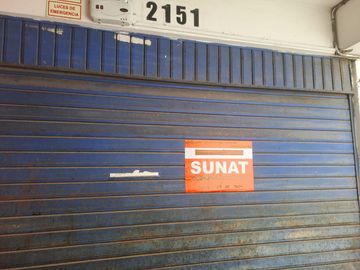 LUCES DE
EMERGENCIA
2151
SUNAT